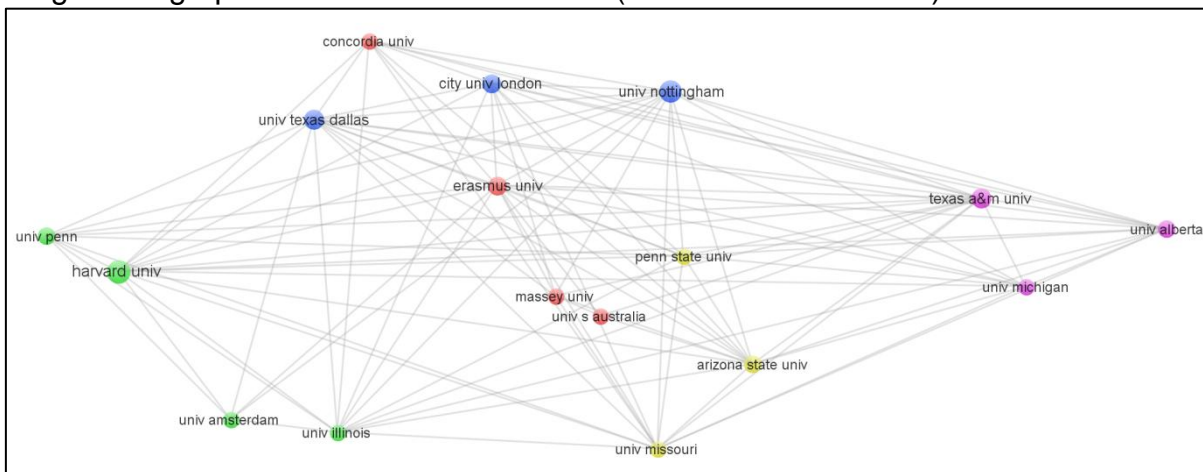 concordia univ
city univ london
univ nottingham
univ texas dallas
erasmus univ
texas a&m univ
univ alberta
univ penn
penn state univ
harvard univ
univ michigan
massey univ
univ s australia
arizona state univ
univ amsterdam
univ illinois
univ missouri